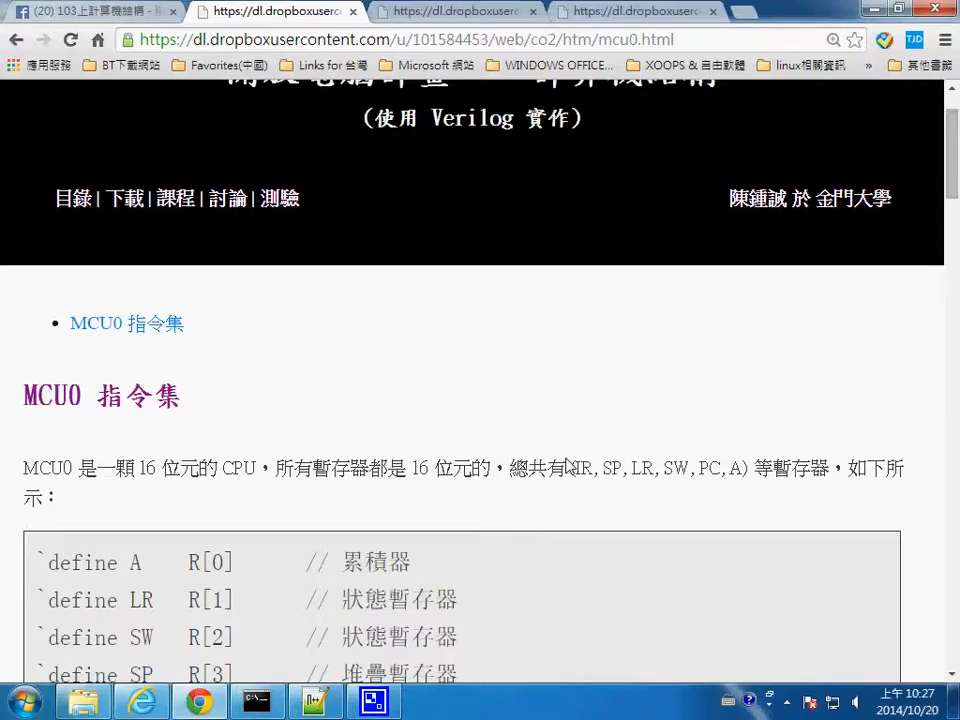 (20) 103上計算機結構 -
https://dl.dropboxuserc
https://dl.dropboxuserc
https://dl.dropboxuserc
https://dl.dropboxusercontent.com/u/101584453/web/co2/htm/mcu0.html
TJD
應用服務 BT下載網站 Favorites(中國) Links for 台灣 Microsoft 網站 WINDOWS OFFICE... XOOPS & 自由軟體 linux相關資訊 » 其他書籤
(使用 Verilog 實作)
目錄 | 下載 | 課程 | 討論 | 測驗
陳鍾誠 於 金門大學
• MCU0 指令集
MCU0 指令集
MCU0 是一顆 16 位元的 CPU，所有暫存器都是 16 位元的，總共有 IR, SP, LR, SW, PC, A) 等暫存器，如下所
示：
`define A R[0] // 累積器
`define LR R[1] // 狀態暫存器
`define SW R[2] // 狀態暫存器
`define SP R[3] // 堆疊暫存器
上午 10:27
2014/10/20